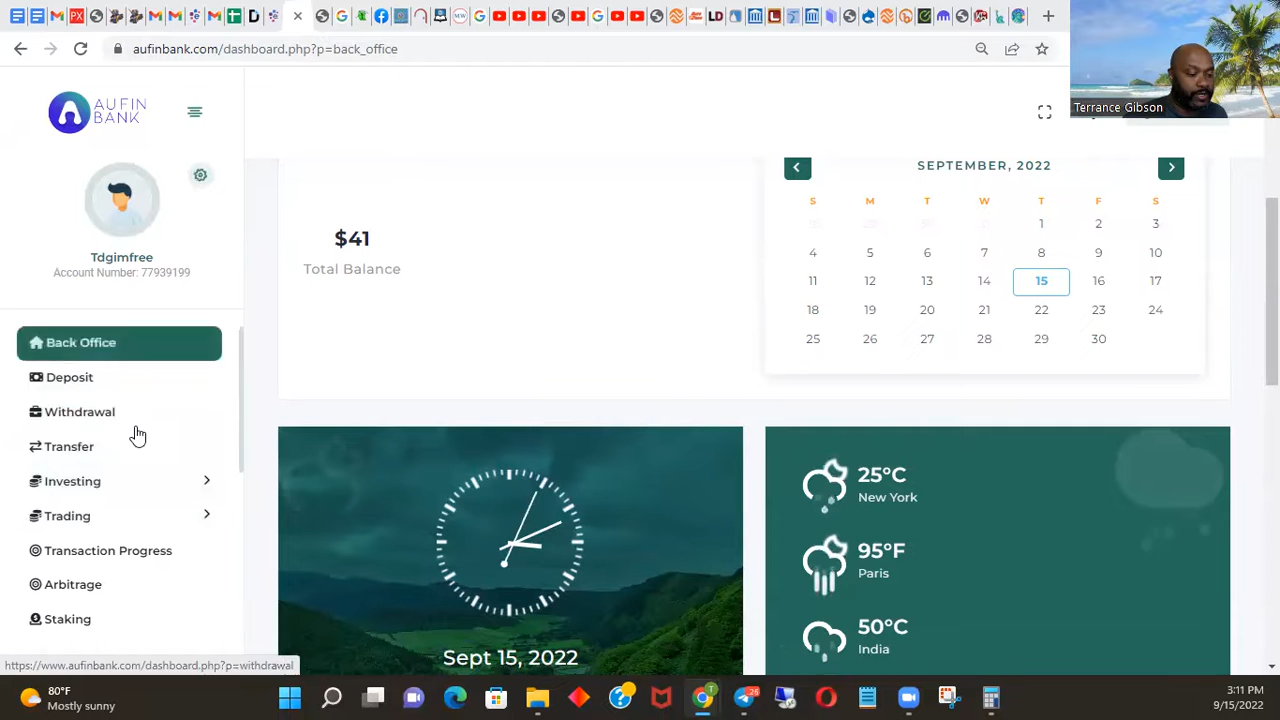 aufinbank.com/dashboard.php?p=back_office
Terrance Gibson
AUFIN
BANK
Tdgimfree
Account Number: 77939199
Back Office
Deposit
Withdrawal
Transfer
Investing
Trading
Transaction Progress
Arbitrage
Staking
$41
Total Balance
SEPTEMBER, 2022
S M T W T F S
1 2 3
4 5 6 7 8 9 10
11 12 13 14 15 16 17
18 19 20 21 22 23 24
25 26 27 28 29 30
Sept 15, 2022
25°C
New York
95°F
Paris
50°C
India
https://www.aufinbank.com/dashboard.php?p=withdrawal
80°F
Mostly sunny
3:11 PM
9/15/2022